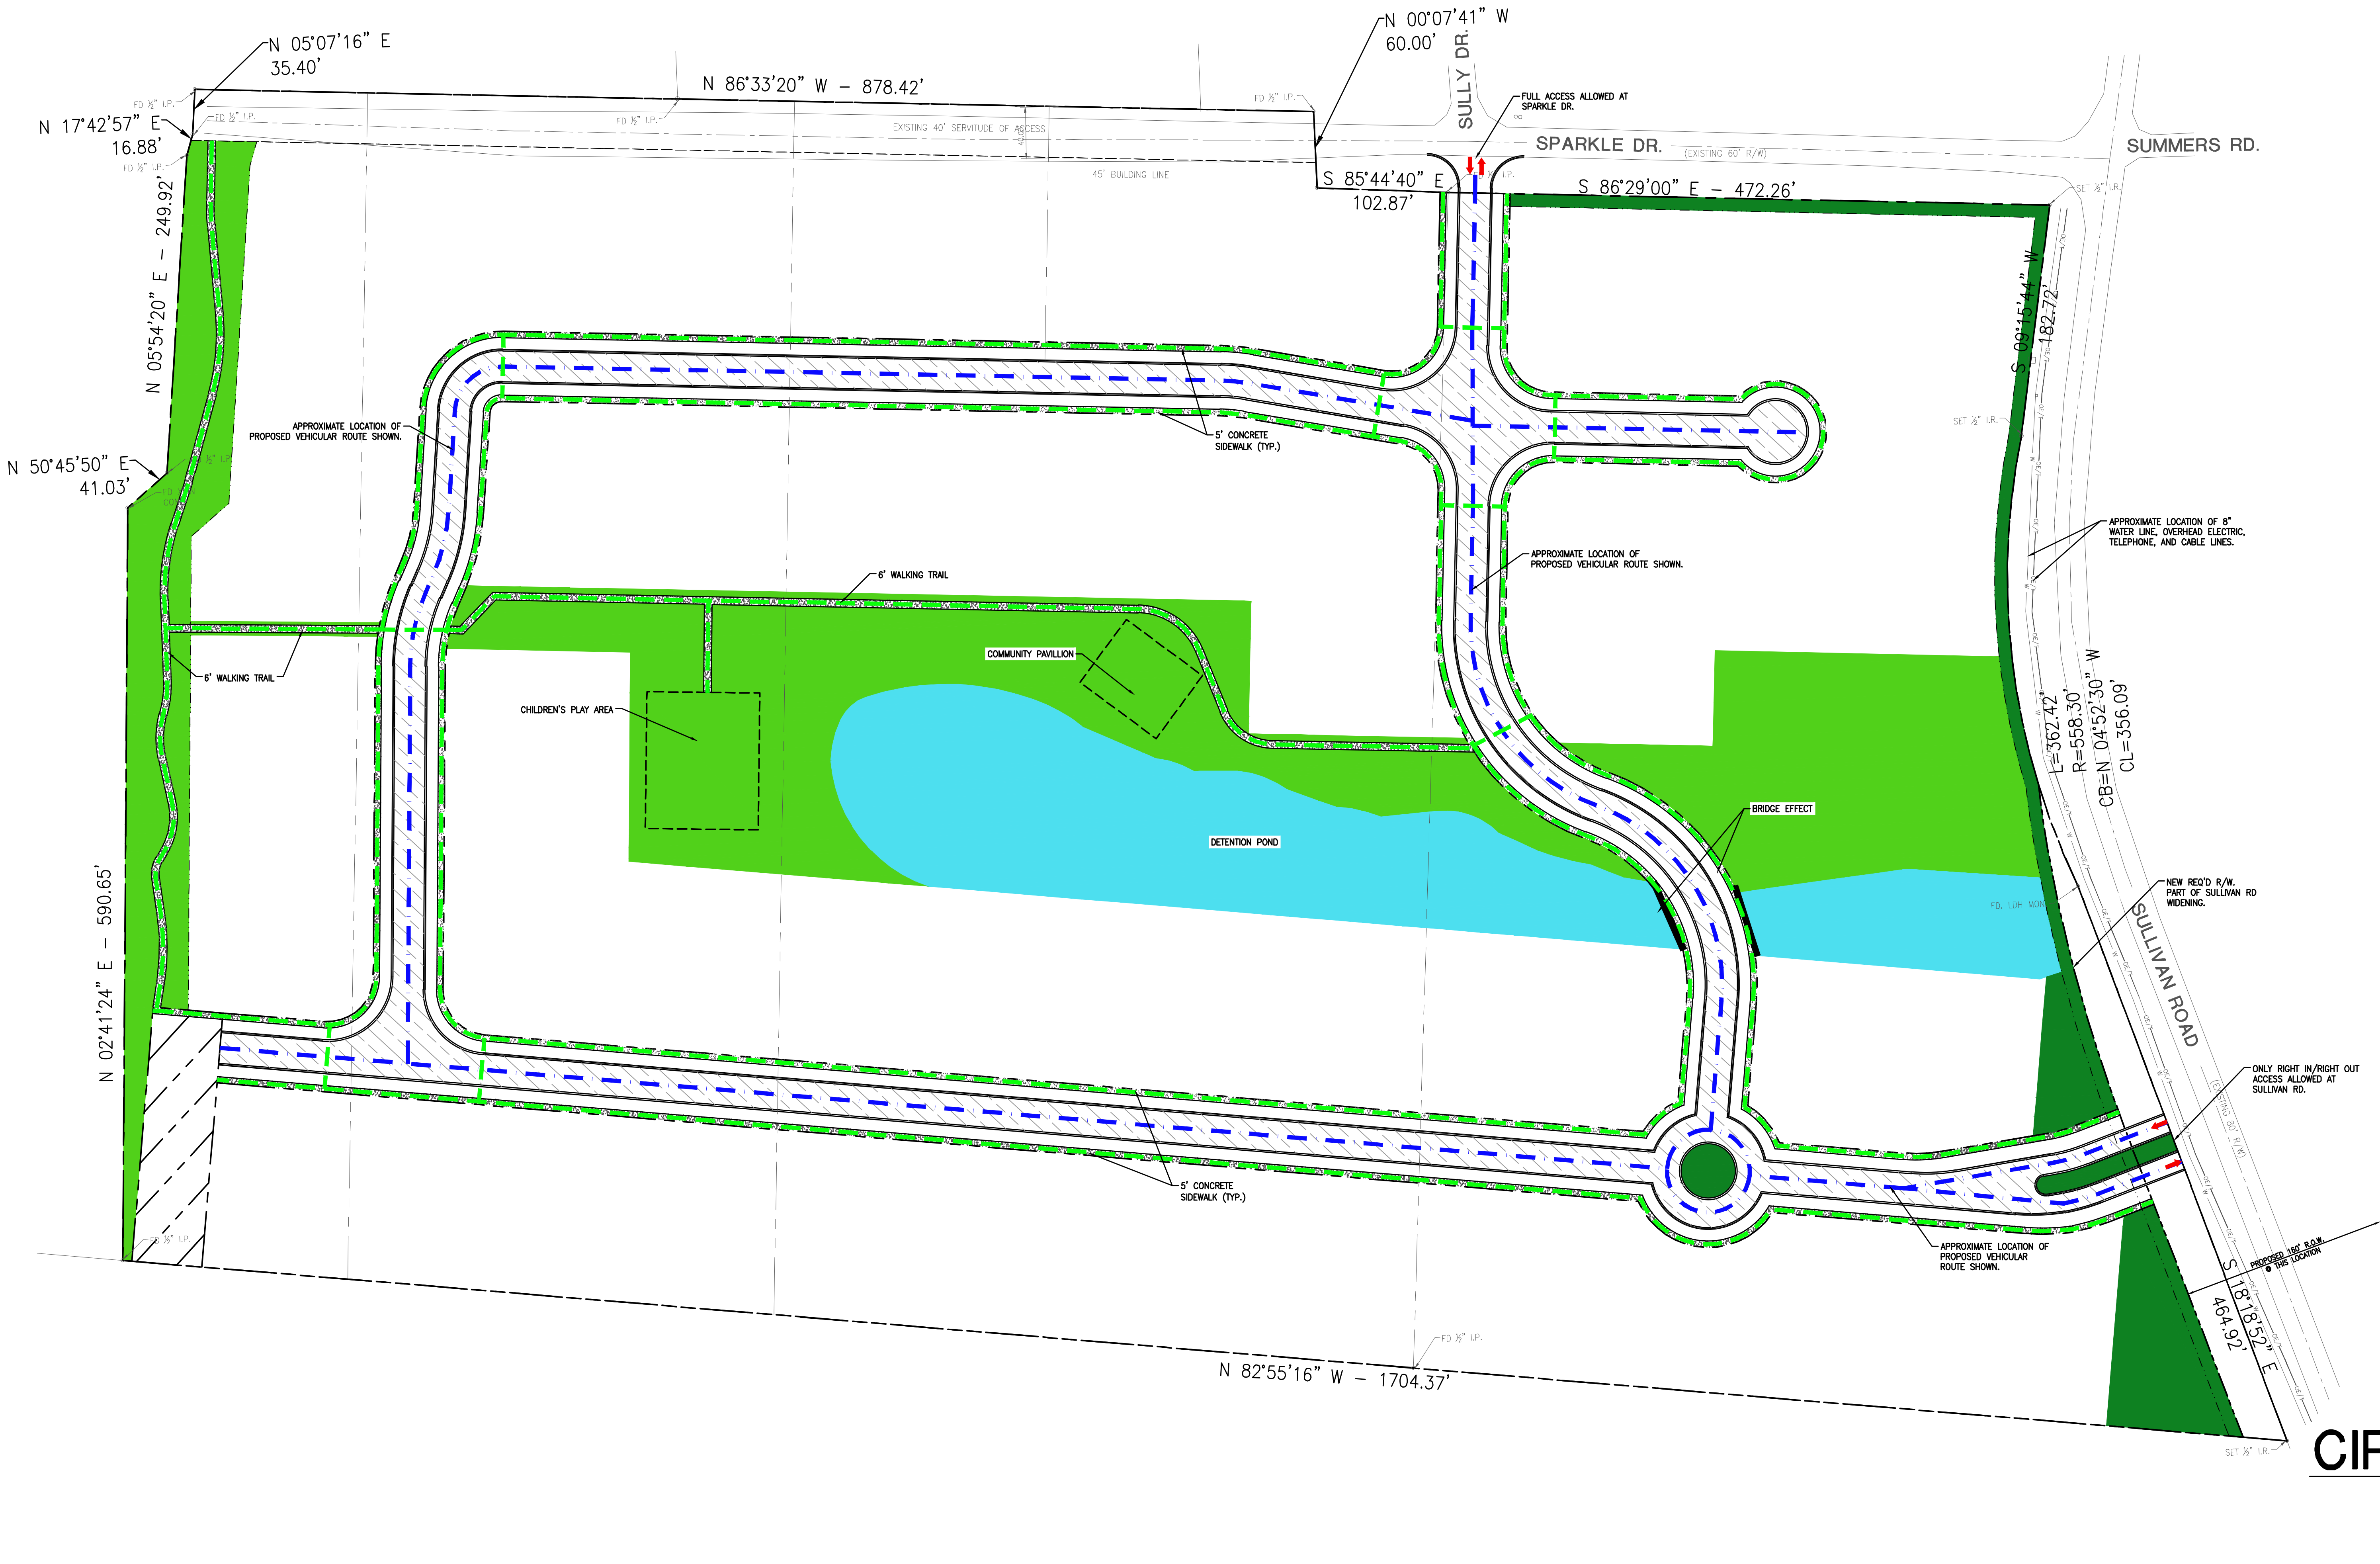 N 05°07'16" E
35.40'
N 00°07'41" W
60.00'
SULLY DR.
N 86°33'20" W – 878.42'
FD ½" I.P.
FD ½" I.P.
FULL ACCESS ALLOWED AT
SPARKLE DR.
FD ½" I.P.
FD ½" I.P.
N 17°42'57" E
16.88'
EXISTING 40' SERVITUDE OF ACCESS
40.00'
SPARKLE DR.
(EXISTING 60' R/W)
SUMMERS RD.
FD ½" I.P.
45' BUILDING LINE
S 85°44'40" E
102.87'
½" I.P.
S 86°29'00" E – 472.26'
SET ½" I.R.
N 05°54'20" E – 249.92'
S 09°15'44" W
182.72'
APPROXIMATE LOCATION OF
PROPOSED VEHICULAR ROUTE SHOWN.
5' CONCRETE
SIDEWALK (TYP.)
SET ½" I.R.
N 50°45'50" E
41.03'
½" I.P.
FD
APPROXIMATE LOCATION OF 8"
WATER LINE, OVERHEAD ELECTRIC,
TELEPHONE, AND CABLE LINES.
APPROXIMATE LOCATION OF
PROPOSED VEHICULAR ROUTE SHOWN.
6' WALKING TRAIL
6' WALKING TRAIL
COMMUNITY PAVILLION
CHILDREN'S PLAY AREA
L=362.42'
R=558.30'
CB=N 04°52'30" W
CL=356.09'
BRIDGE EFFECT
DETENTION POND
N 02°41'24" E – 590.65'
NEW REQ'D R/W.
PART OF SULLIVAN RD
WIDENING.
FD. LDH MON
SULLIVAN ROAD
(EXISTING 80' R/W)
ONLY RIGHT IN/RIGHT OUT
ACCESS ALLOWED AT
SULLIVAN RD.
5' CONCRETE
SIDEWALK (TYP.)
FD ½" I.P.
APPROXIMATE LOCATION OF
PROPOSED VEHICULAR
ROUTE SHOWN.
PROPOSED 160' R.O.W.
@ THIS LOCATION
S 18°18'52" E
464.92'
FD ½" I.P.
N 82°55'16" W – 1704.37'
SET ½" I.R.
CIR